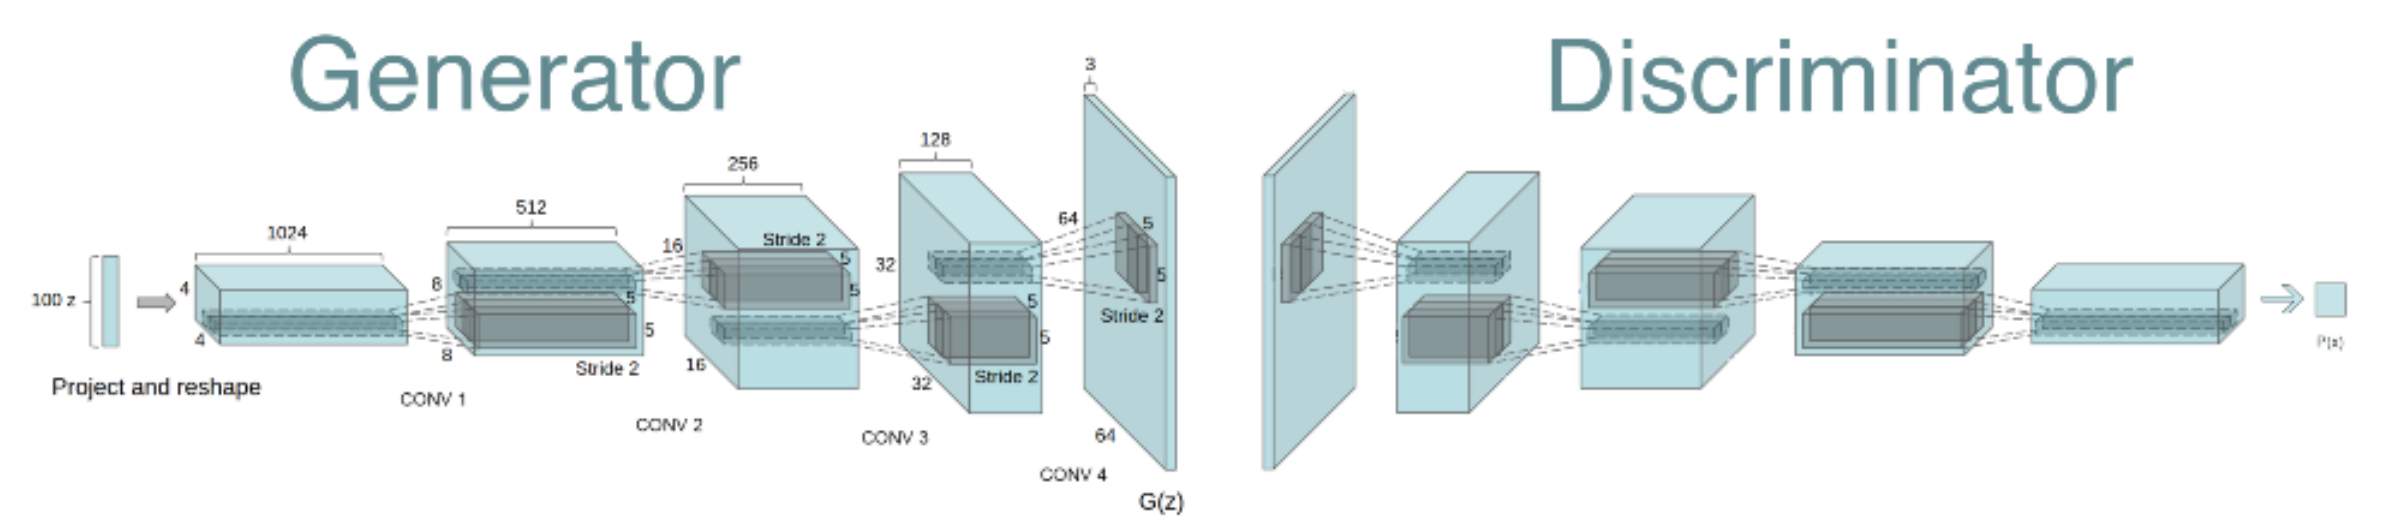 Generator
Discriminator
100 z
Project and reshape
1024
4
4
512
8
8
5
5
Stride 2
CONV 1
256
16
16
Stride 2
5
5
CONV 2
128
32
32
5
5
Stride 2
CONV 3
3
64
64
5
5
Stride 2
CONV 4
G(z)
P(x)